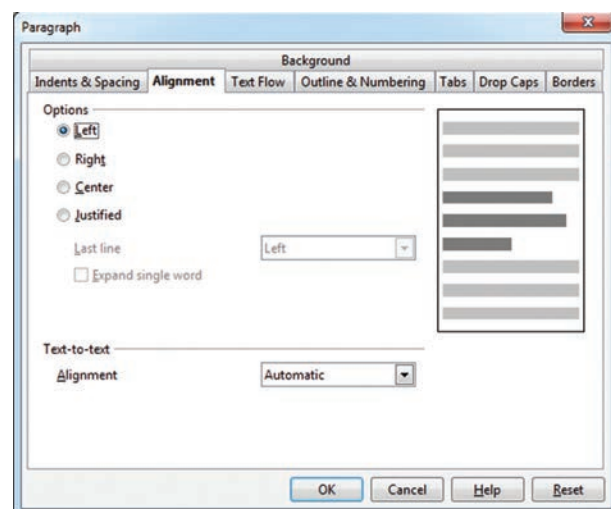 Paragraph
Background
Indents & Spacing Alignment Text Flow Outline & Numbering Tabs Drop Caps Borders
Options
Left
Right
Center
Justified
Last line Left
Expand single word
Text-to-text
Alignment Automatic
OK Cancel Help Reset